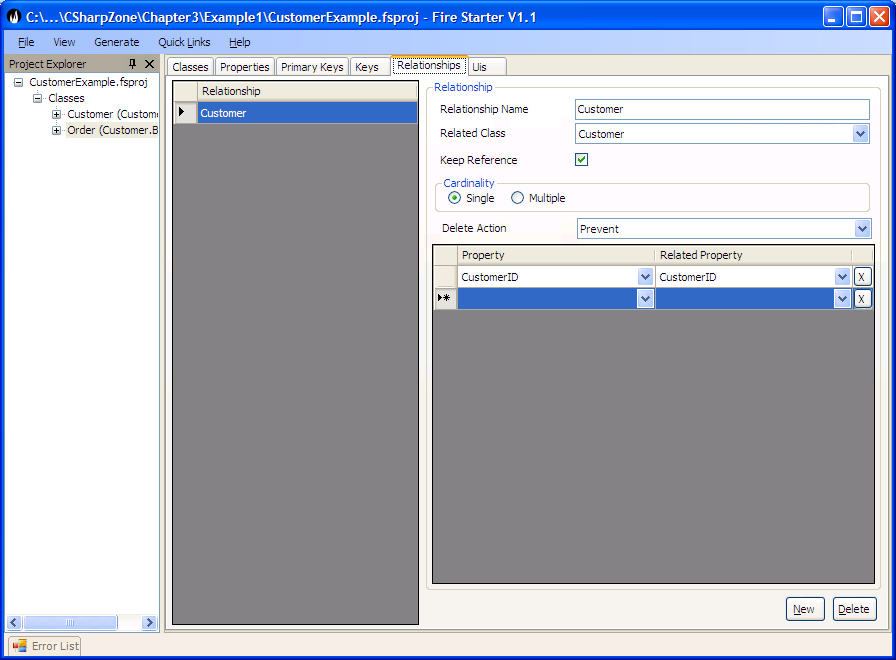 C:\...\CSharpZone\Chapter3\Example1\CustomerExample.fsproj - Fire Starter V1.1
File View Generate Quick Links Help
Project Explorer
CustomerExample.fsproj
Classes
Customer (Custome
Order (Customer.B
Classes Properties Primary Keys Keys Relationships Uis
Relationship
Customer
Relationship
Relationship Name Customer
Related Class Customer
Keep Reference
Cardinality
Single Multiple
Delete Action Prevent
Property Related Property
CustomerID CustomerID X
X
New Delete
Error List